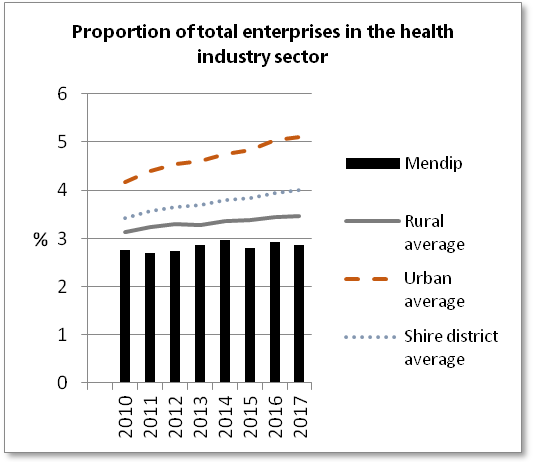 Proportion of total enterprises in the health
industry sector
6
5
4
3
2
1
0
%
2010
2011
2012
2013
2014
2015
2016
2017
Mendip
Rural
average
Urban
average
Shire district
average